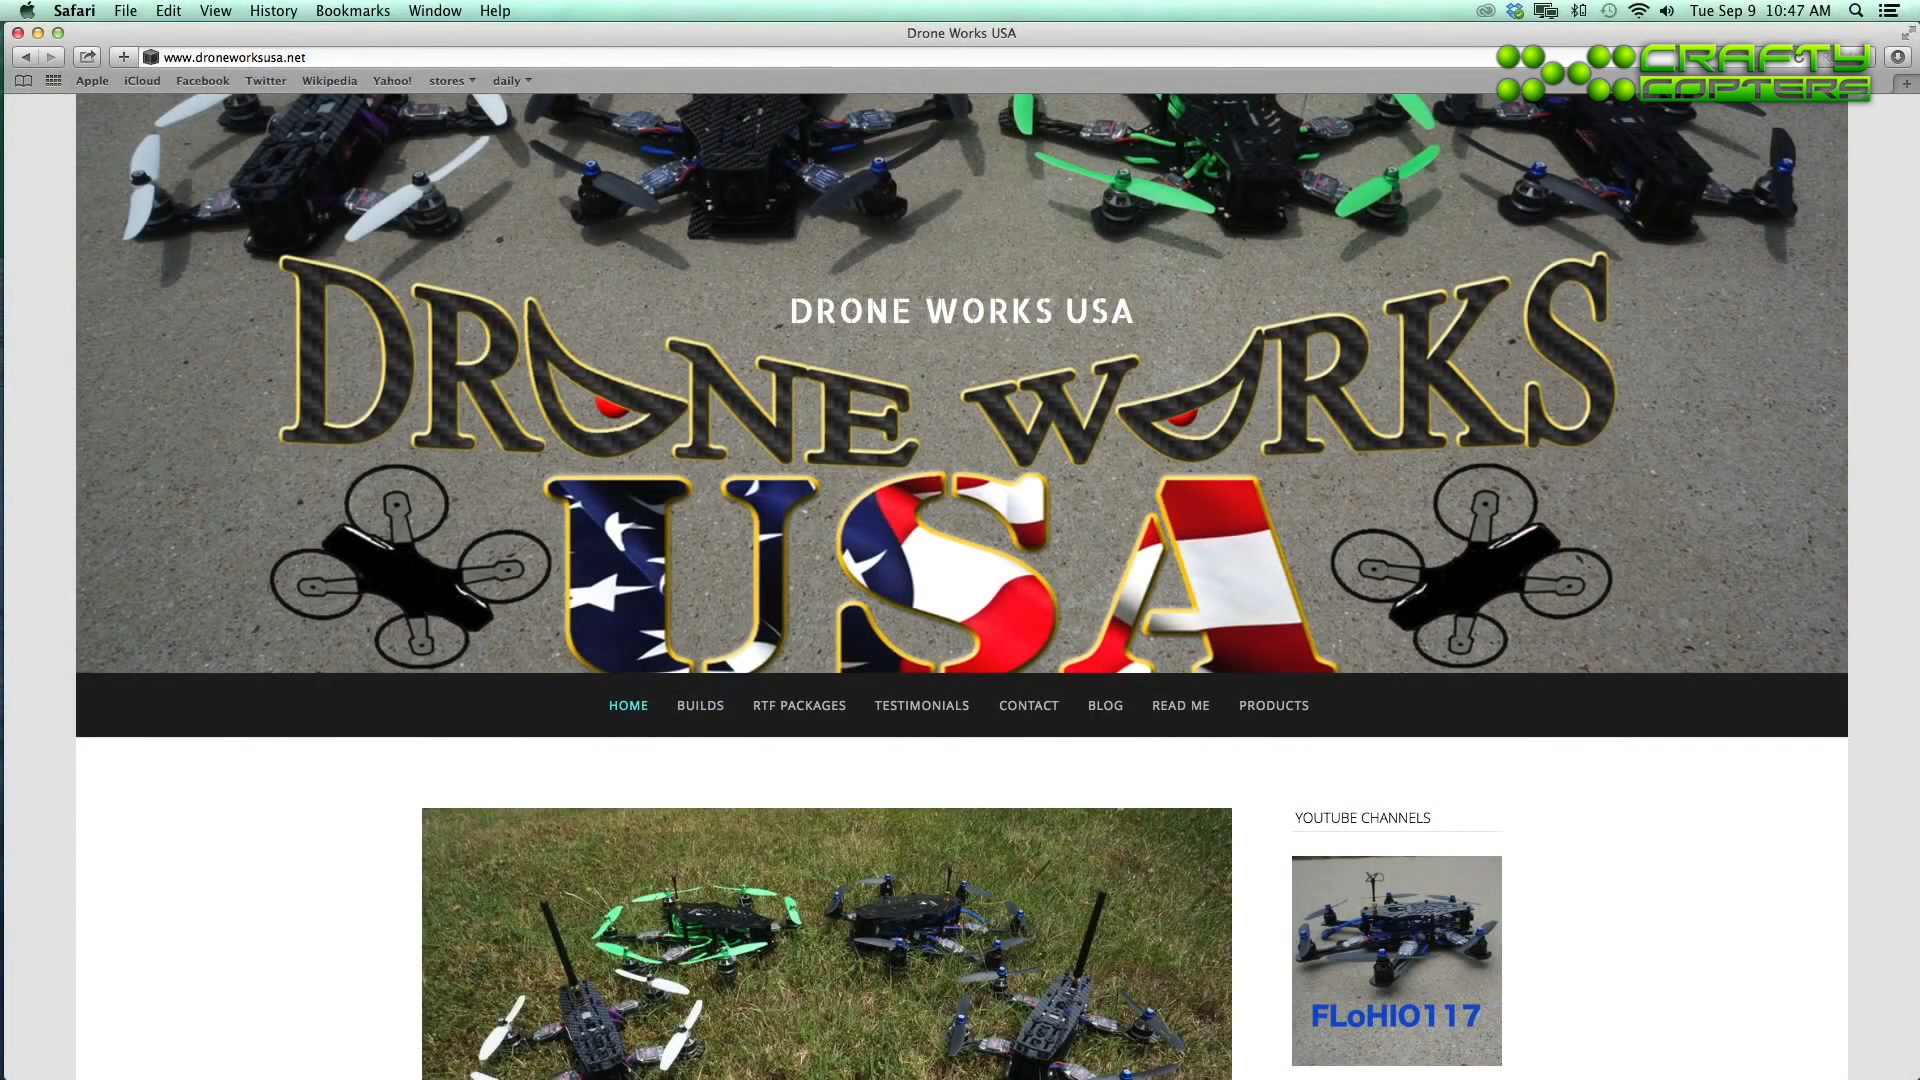 Safari File Edit View History Bookmarks Window Help Tue Sep 9 10:47 AM
Drone Works USA
www.droneworksusa.net
Apple iCloud Facebook Twitter Wikipedia Yahoo! stores daily
CRAFTY
COPTERS
DRONE WORKS USA
DRONE WORKS
USA
HOME BUILDS RTF PACKAGES TESTIMONIALS CONTACT BLOG READ ME PRODUCTS
YOUTUBE CHANNELS
FLoHIO117